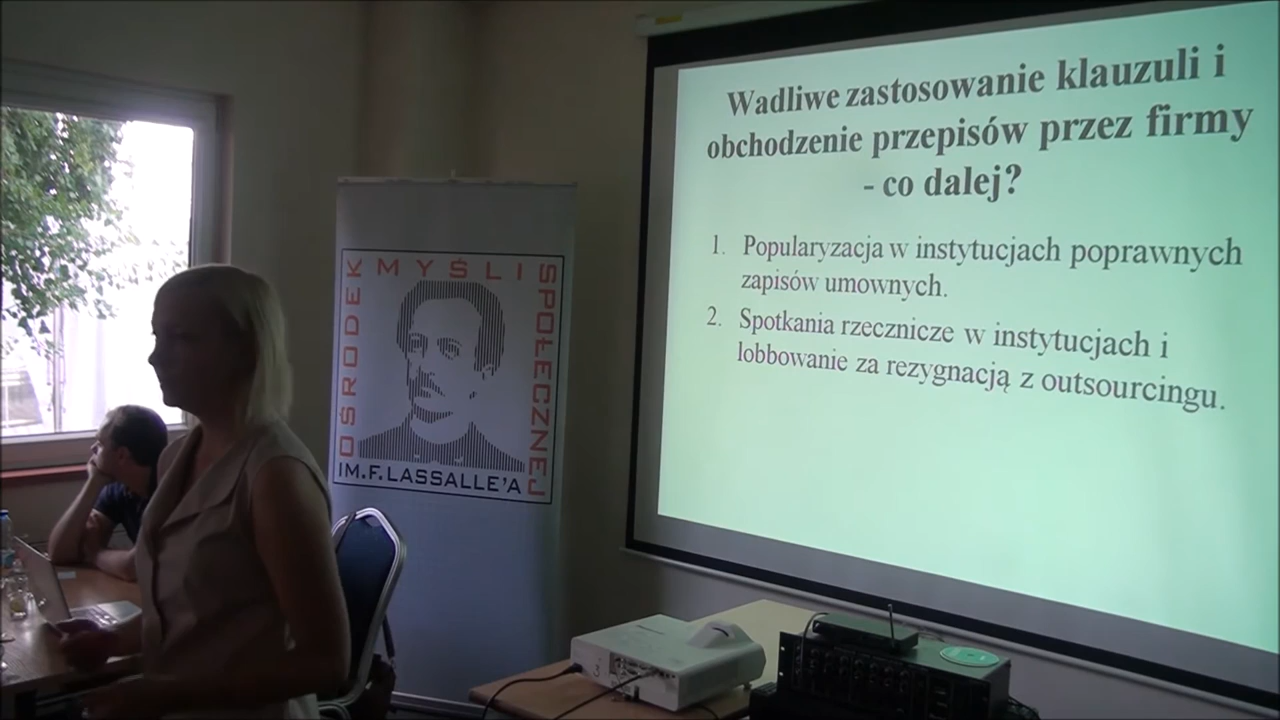 Wadliwe zastosowanie klauzuli i
obchodzenie przepisów przez firmy
- co dalej?
1. Popularyzacja w instytucjach poprawnych
zapisów umownych.
2. Spotkania rzecznicze w instytucjach i
lobbowanie za rezygnacją z outsourcingu.
OŚRODEK
MYŚLI
SPOŁECZNEJ
IM.F.LASSALLE'A